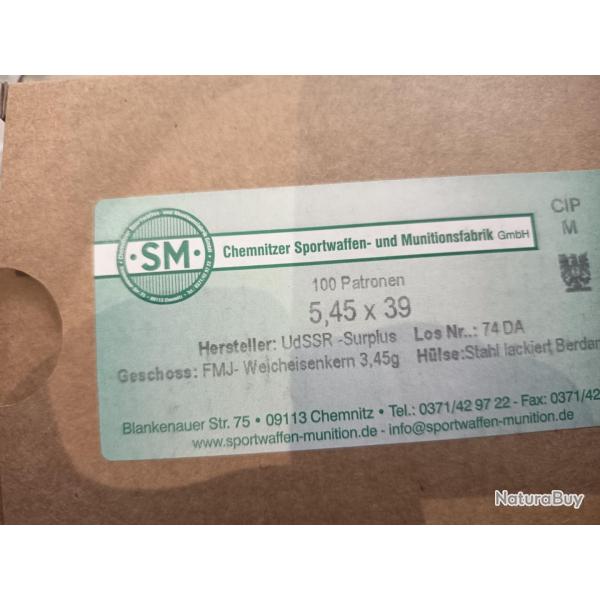 ·SM·
Chemnitzer Sportwaffen- und Munitionsfabrik GmbH
CIP
M
100 Patronen
5,45 x 39
Hersteller: UdSSR -Surplus Los Nr..: 74 DA
Geschoss: FMJ- Weicheisenkern 3,45g Hülse:Stahl lackiert Berdan
Blankenauer Str. 75 • 09113 Chemnitz • Tel.: 0371/42 97 22 - Fax: 0371/42
www.sportwaffen-munition.de - info@sportwaffen-munition.de
NaturaBuy